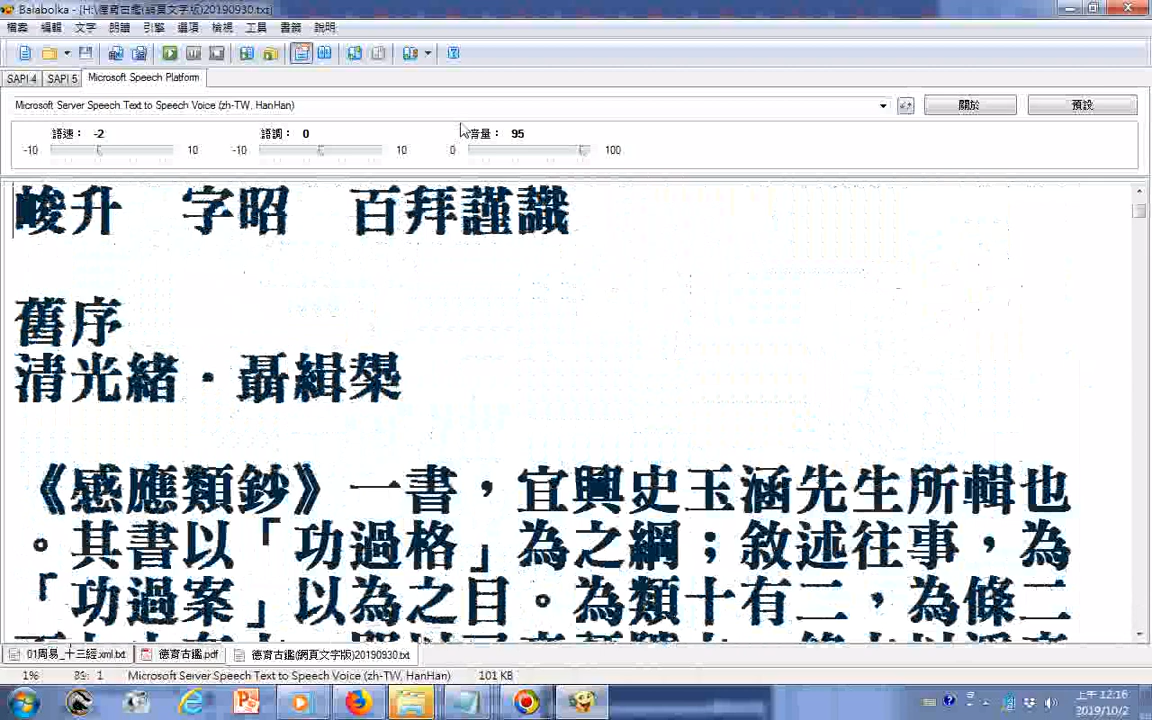 Balabolka - [H:\德育古鑑(網頁文字版)20190930.txt]
檔案 編輯 文字 朗讀 引擎 選項 檢視 工具 書籤 說明
SAPI 4 SAPI 5 Microsoft Speech Platform
Microsoft Server Speech Text to Speech Voice (zh-TW, HanHan) 關於 預設
語速： -2 語調： 0 音量： 95
-10 10 -10 10 0 100
峻升　字昭　百拜謹識
舊序
清光緒．聶緝槼
《感應類鈔》一書，宜興史玉涵先生所輯也
。其書以「功過格」為之綱；敘述往事，為
「功過案」以為之目。為類十有二，為條二
01周易_十三經.xml.txt 德育古鑑.pdf 德育古鑑(網頁文字版)20190930.txt
1% 8: 1 Microsoft Server Speech Text to Speech Voice (zh-TW, HanHan) 101 KB
上午 12:16
2019/10/2